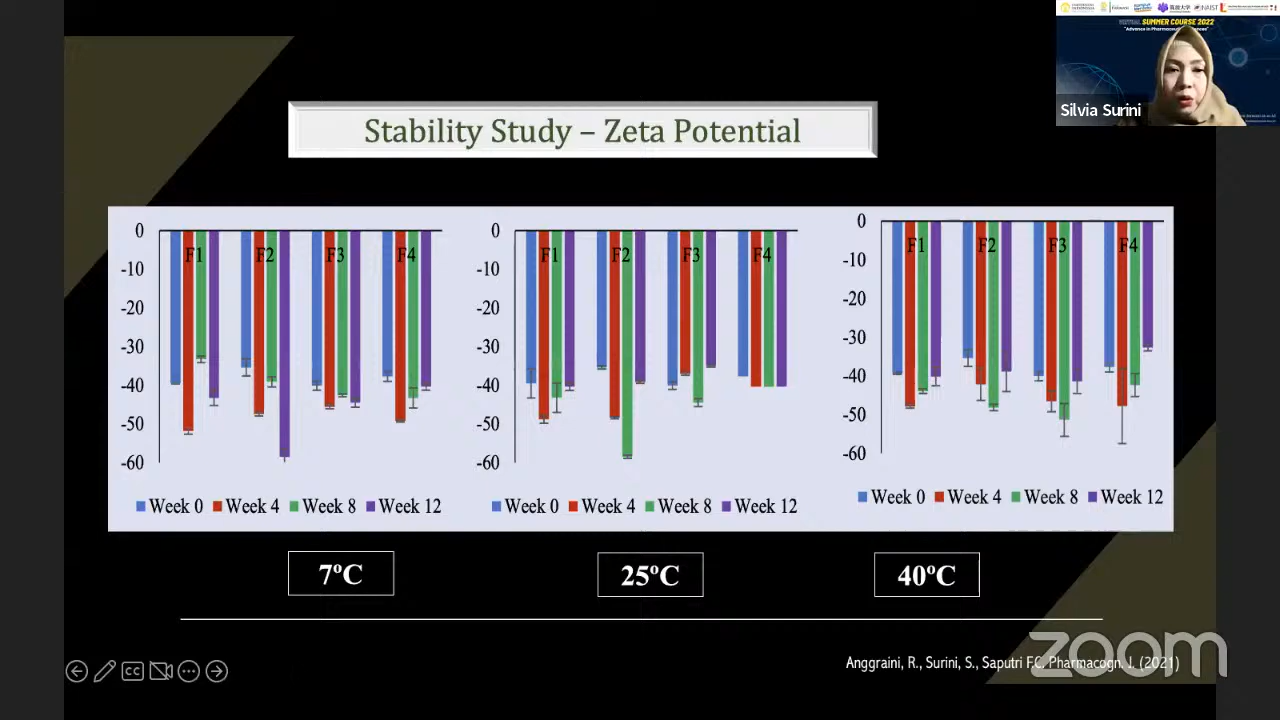 SUMMER COURSE 2022
Silvia Surini
Stability Study – Zeta Potential
0
-10
-20
-30
-40
-50
-60
F1 F2 F3 F4
Week 0 Week 4 Week 8 Week 12
0
-10
-20
-30
-40
-50
-60
F1 F2 F3 F4
Week 0 Week 4 Week 8 Week 12
0
-10
-20
-30
-40
-50
-60
F1 F2 F3 F4
Week 0 Week 4 Week 8 Week 12
7ºC
25ºC
40ºC
Anggraini, R., Surini, S., Saputri F.C. Pharmacogn. J. (2021)
zoom
CC